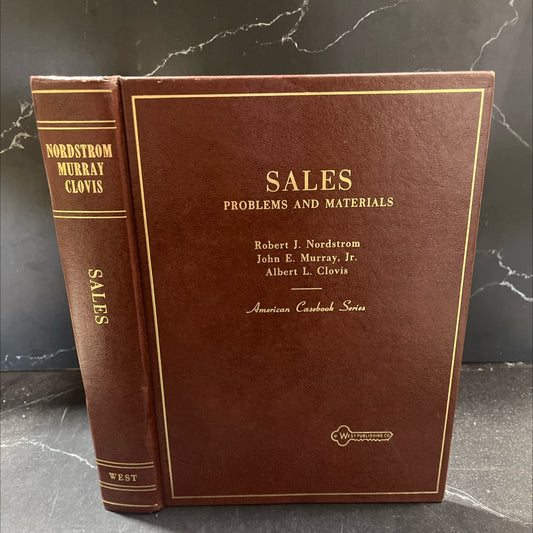 NORDSTROM
MURRAY
CLOVIS
SALES
WEST
SALES
PROBLEMS AND MATERIALS
Robert J. Nordstrom
John E. Murray, Jr.
Albert L. Clovis
American Casebook Series
WEST PUBLISHING CO.